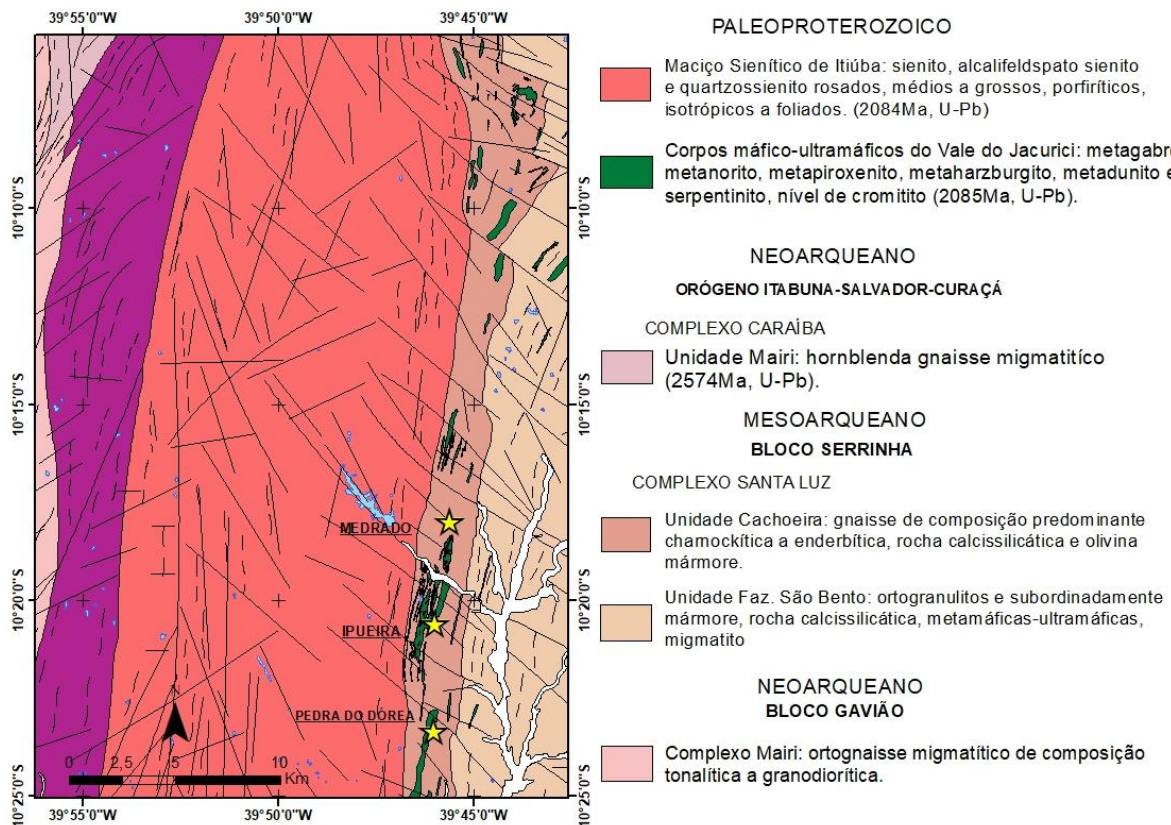 39°55'0"W 39°50'0"W 39°45'0"W
10°10'0"S 10°10'0"S
10°15'0"S 10°15'0"S
MEDRADO
10°20'0"S 10°20'0"S
IPUEIRA
PEDRA DO DÓREA
0 2,5 5 10
Km
10°25'0"S 10°25'0"S
39°55'0"W 39°50'0"W 39°45'0"W
PALEOPROTEROZOICO
Maciço Sienítico de Itiúba: sienito, alcalifeldspato sienito
e quartzossienito rosados, médios a grossos, porfiríticos,
isotrópicos a foliados. (2084Ma, U-Pb)
Corpos máfico-ultramáficos do Vale do Jacurici: metagabro
metanorito, metapiroxenito, metaharzburgito, metadunito e
serpentinito, nível de cromitito (2085Ma, U-Pb).
NEOARQUEANO
ORÓGENO ITABUNA-SALVADOR-CURAÇÁ
COMPLEXO CARAÍBA
Unidade Mairi: hornblenda gnaisse migmatitíco
(2574Ma, U-Pb).
MESOARQUEANO
BLOCO SERRINHA
COMPLEXO SANTA LUZ
Unidade Cachoeira: gnaisse de composição predominante
charnockítica a enderbítica, rocha calcissilicática e olivina
mármore.
Unidade Faz. São Bento: ortogranulitos e subordinadamente
mármore, rocha calcissilicática, metamáficas-ultramáficas,
migmatito
NEOARQUEANO
BLOCO GAVIÃO
Complexo Mairi: ortognaisse migmatítico de composição
tonalítica a granodiorítica.